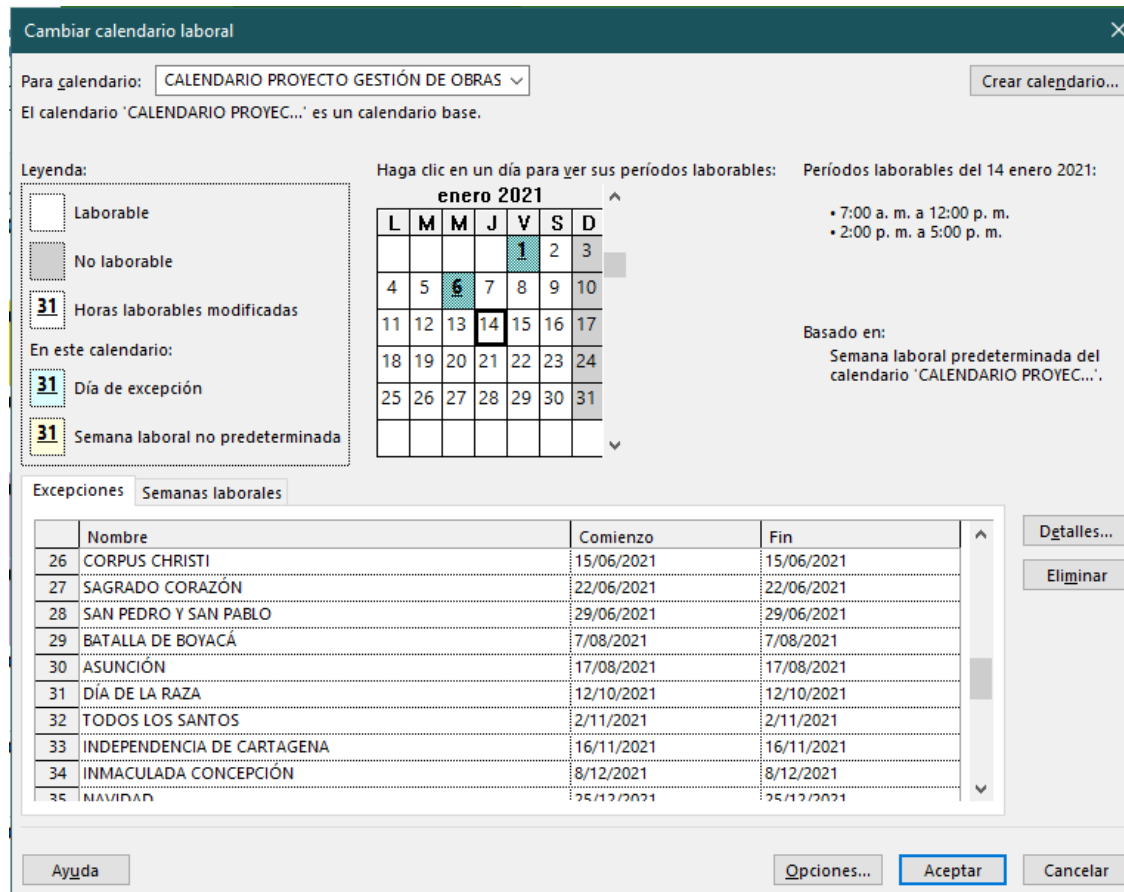 Cambiar calendario laboral
Para calendario: CALENDARIO PROYECTO GESTIÓN DE OBRAS
Crear calendario...
El calendario 'CALENDARIO PROYEC...' es un calendario base.
Leyenda:
Laborable
No laborable
31 Horas laborables modificadas
En este calendario:
31 Día de excepción
31 Semana laboral no predeterminada
Haga clic en un día para ver sus períodos laborables:
enero 2021
L M M J V S D
1 2 3
4 5 6 7 8 9 10
11 12 13 14 15 16 17
18 19 20 21 22 23 24
25 26 27 28 29 30 31
Períodos laborables del 14 enero 2021:
• 7:00 a. m. a 12:00 p. m.
• 2:00 p. m. a 5:00 p. m.
Basado en:
Semana laboral predeterminada del
calendario 'CALENDARIO PROYEC...'.
Excepciones Semanas laborales
Nombre Comienzo Fin
26 CORPUS CHRISTI 15/06/2021 15/06/2021
27 SAGRADO CORAZÓN 22/06/2021 22/06/2021
28 SAN PEDRO Y SAN PABLO 29/06/2021 29/06/2021
29 BATALLA DE BOYACÁ 7/08/2021 7/08/2021
30 ASUNCIÓN 17/08/2021 17/08/2021
31 DÍA DE LA RAZA 12/10/2021 12/10/2021
32 TODOS LOS SANTOS 2/11/2021 2/11/2021
33 INDEPENDENCIA DE CARTAGENA 16/11/2021 16/11/2021
34 INMACULADA CONCEPCIÓN 8/12/2021 8/12/2021
35 NAVIDAD 25/12/2021 25/12/2021
Detalles...
Eliminar
Ayuda
Opciones...
Aceptar
Cancelar